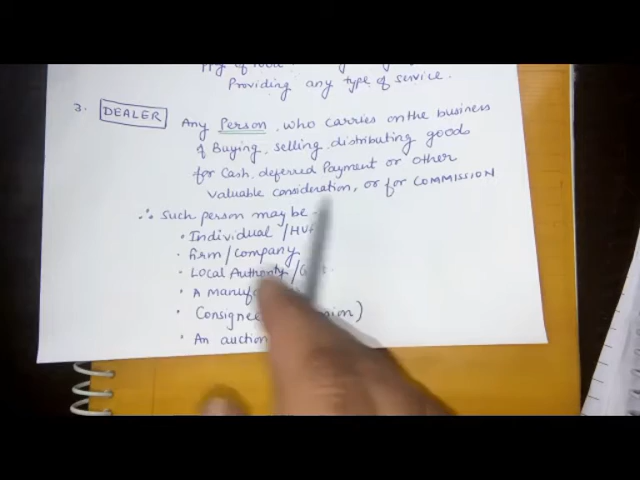 Providing any type of service.
3. DEALER Any Person, who carries on the business
of Buying, selling, distributing goods
for cash, deferred Payment or other
valuable consideration, or for COMMISSION
∴ Such person may be -
• Individual / HUF
• firm / Company
• Local Authority /
• A
•
• An auction